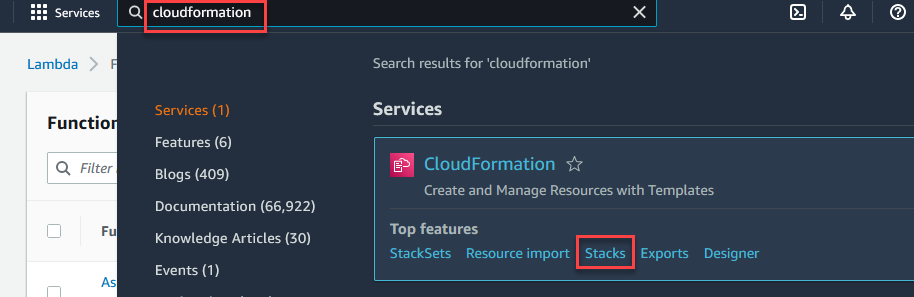 Services
cloudformation
Lambda
F
Search results for 'cloudformation'
Function
Filter
Fu
As
Services (1)
Features (6)
Blogs (409)
Documentation (66,922)
Knowledge Articles (30)
Events (1)
Services
CloudFormation
Create and Manage Resources with Templates
Top features
StackSets Resource import Stacks Exports Designer